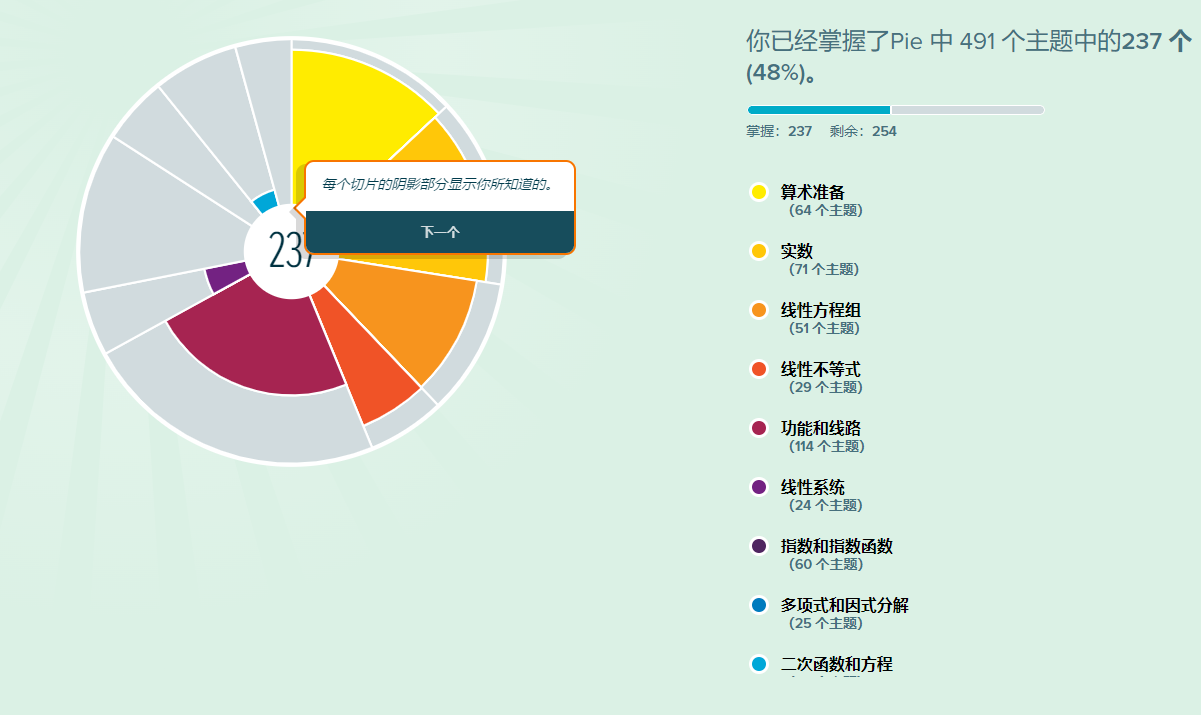 你已经掌握了Pie 中 491 个主题中的237 个
(48%)。
掌握：237 剩余：254
每个切片的阴影部分显示你所知道的。
下一个
237
算术准备
（64 个主题）
实数
（71 个主题）
线性方程组
（51 个主题）
线性不等式
（29 个主题）
功能和线路
（114 个主题）
线性系统
（24 个主题）
指数和指数函数
（60 个主题）
多项式和因式分解
（25 个主题）
二次函数和方程